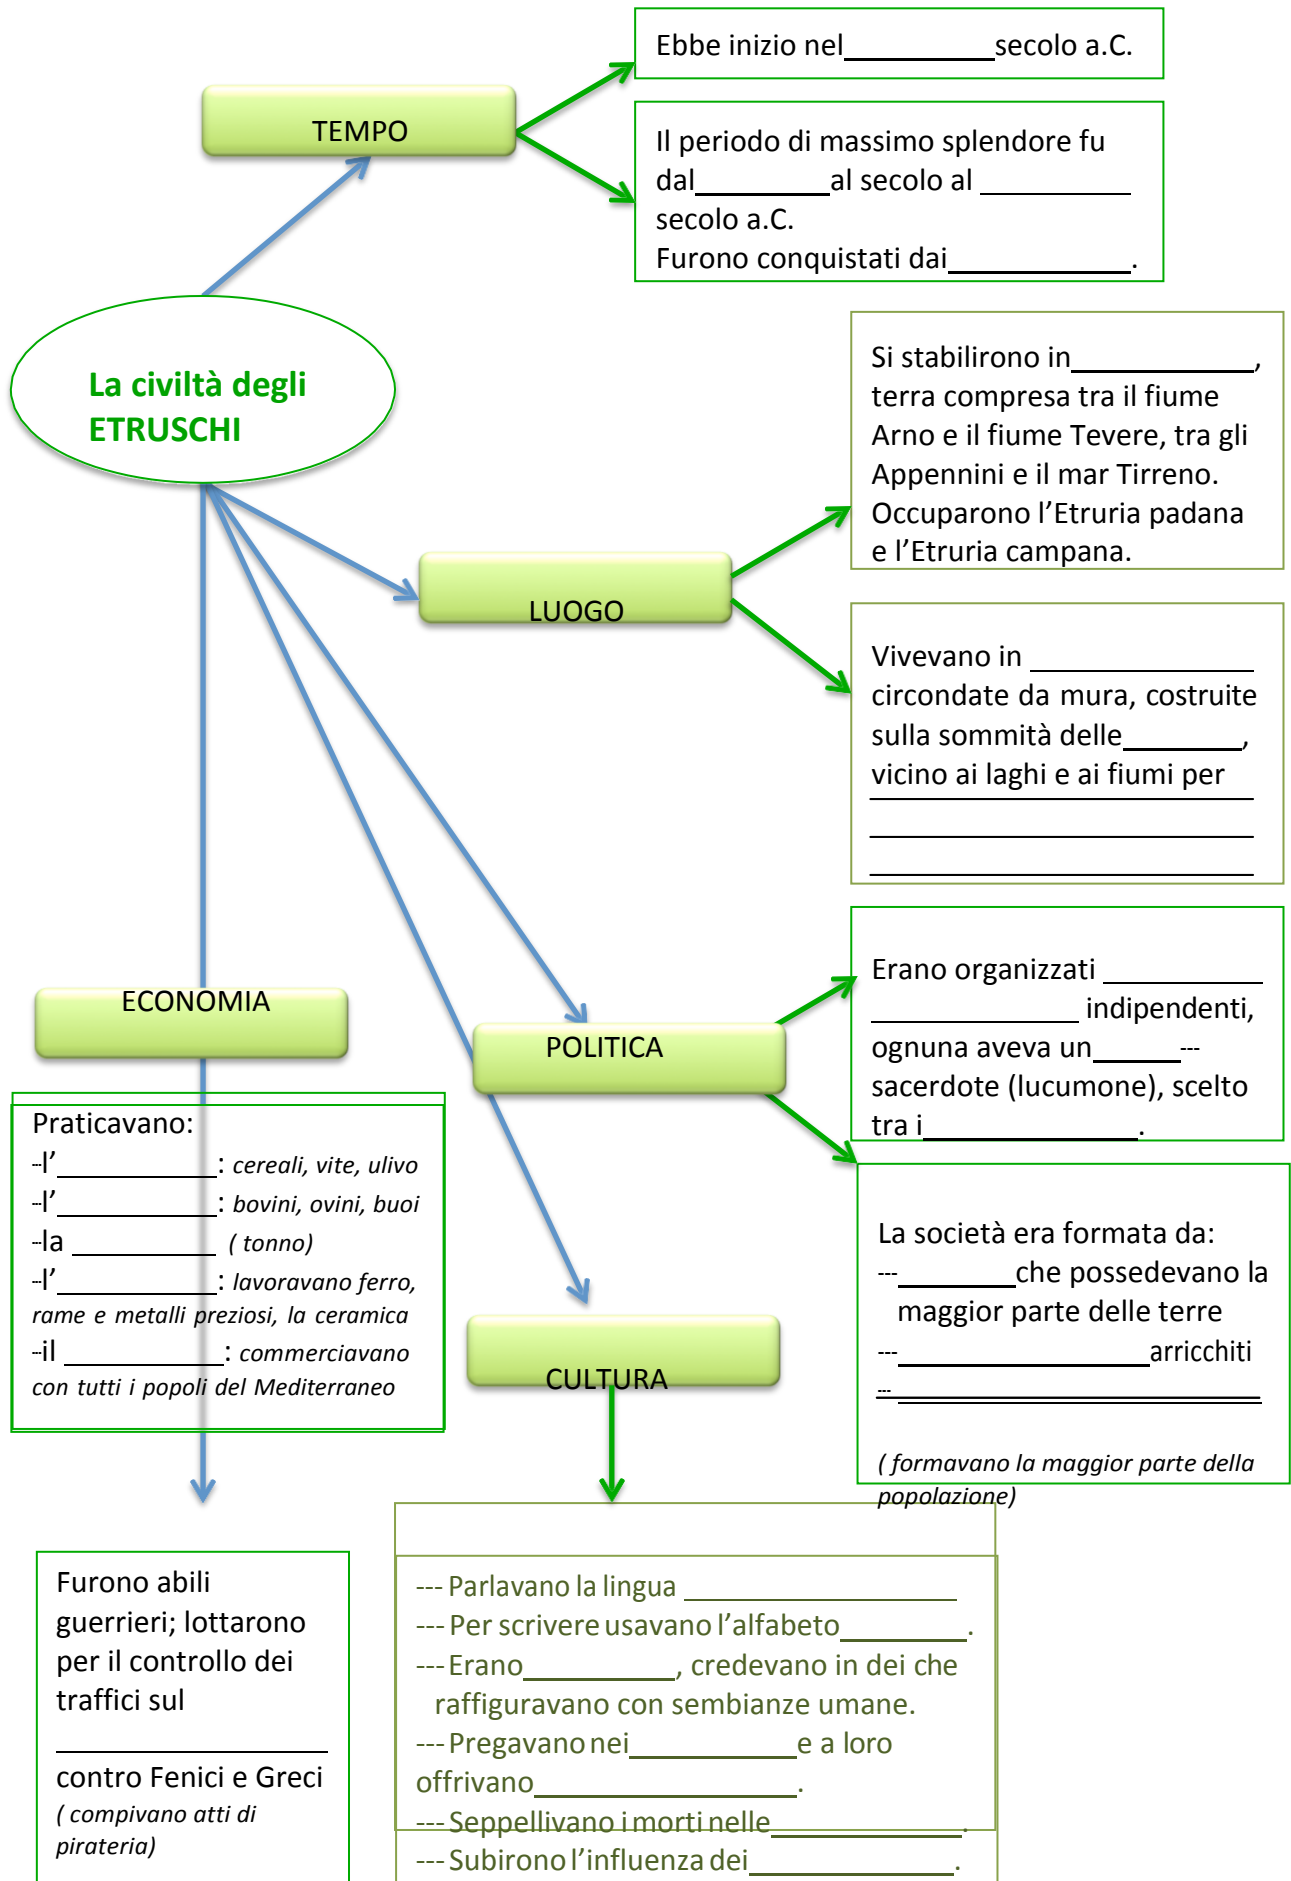 Ebbe inizio nel__________secolo a.C.
TEMPO
Il periodo di massimo splendore fu
dal_________al secolo al __________
secolo a.C.
Furono conquistati dai____________.
La civiltà degli
ETRUSCHI
Si stabilirono in____________,
terra compresa tra il fiume
Arno e il fiume Tevere, tra gli
Appennini e il mar Tirreno.
Occuparono l’Etruria padana
e l’Etruria campana.
LUOGO
Vivevano in _______________
circondate da mura, costruite
sulla sommità delle________,
vicino ai laghi e ai fiumi per
__________________________
__________________________
__________________________
Erano organizzati ___________
______________ indipendenti,
ognuna aveva un______---
sacerdote (lucumone), scelto
tra i______________.
POLITICA
La società era formata da:
---________che possedevano la
maggior parte delle terre
---_________________arricchiti
---_________________________
( formavano la maggior parte della
popolazione)
ECONOMIA
Praticavano:
--l’___________: cereali, vite, ulivo
--l’___________: bovini, ovini, buoi
--la __________ ( tonno)
--l’___________: lavoravano ferro,
rame e metalli preziosi, la ceramica
--il ___________: commerciavano
con tutti i popoli del Mediterraneo
Furono abili
guerrieri; lottarono
per il controllo dei
traffici sul
__________________
contro Fenici e Greci
( compivano atti di
pirateria)
CULTURA
--- Parlavano la lingua __________________
--- Per scrivere usavano l’alfabeto________.
--- Erano__________, credevano in dei che
raffiguravano con sembianze umane.
--- Pregavano nei___________e a loro
offrivano_________________.
--- Seppellivano i morti nelle____________.
--- Subirono l’influenza dei_____________.